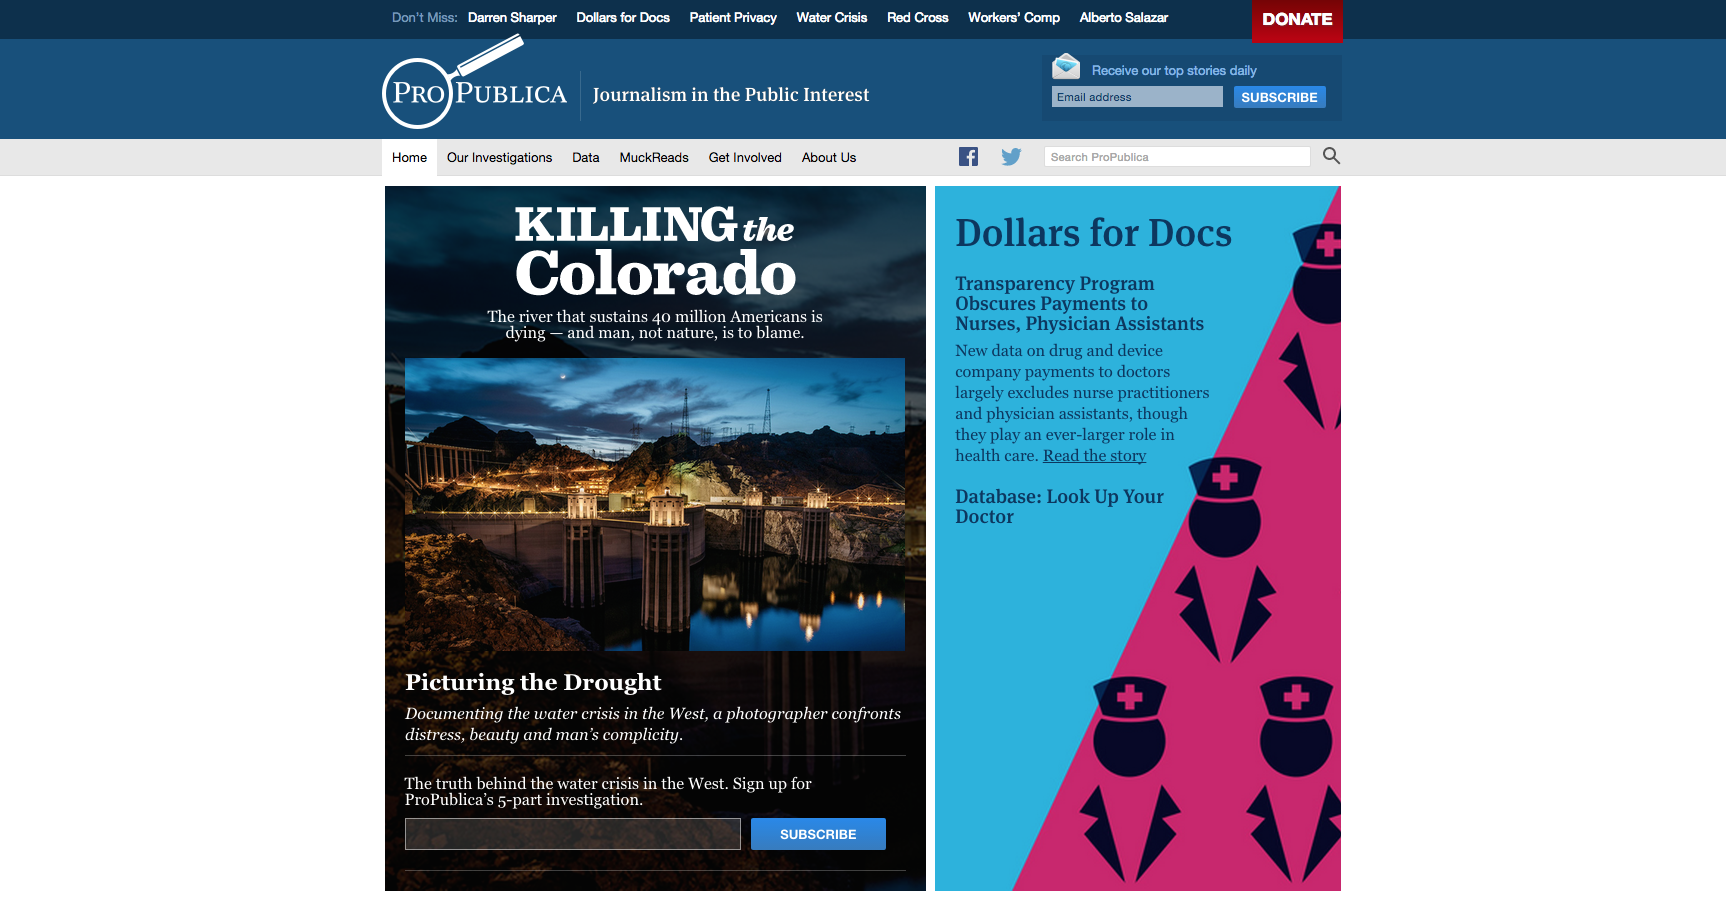 Don't Miss: Darren Sharper Dollars for Docs Patient Privacy Water Crisis Red Cross Workers' Comp Alberto Salazar DONATE
PROPUBLICA
Journalism in the Public Interest
Receive our top stories daily
Email address SUBSCRIBE
Home Our Investigations Data MuckReads Get Involved About Us Search ProPublica
KILLING the
Colorado
The river that sustains 40 million Americans is
dying — and man, not nature, is to blame.
Picturing the Drought
Documenting the water crisis in the West, a photographer confronts
distress, beauty and man's complicity.
The truth behind the water crisis in the West. Sign up for
ProPublica's 5-part investigation.
SUBSCRIBE
Dollars for Docs
Transparency Program
Obscures Payments to
Nurses, Physician Assistants
New data on drug and device
company payments to doctors
largely excludes nurse practitioners
and physician assistants, though
they play an ever-larger role in
health care. Read the story
Database: Look Up Your
Doctor